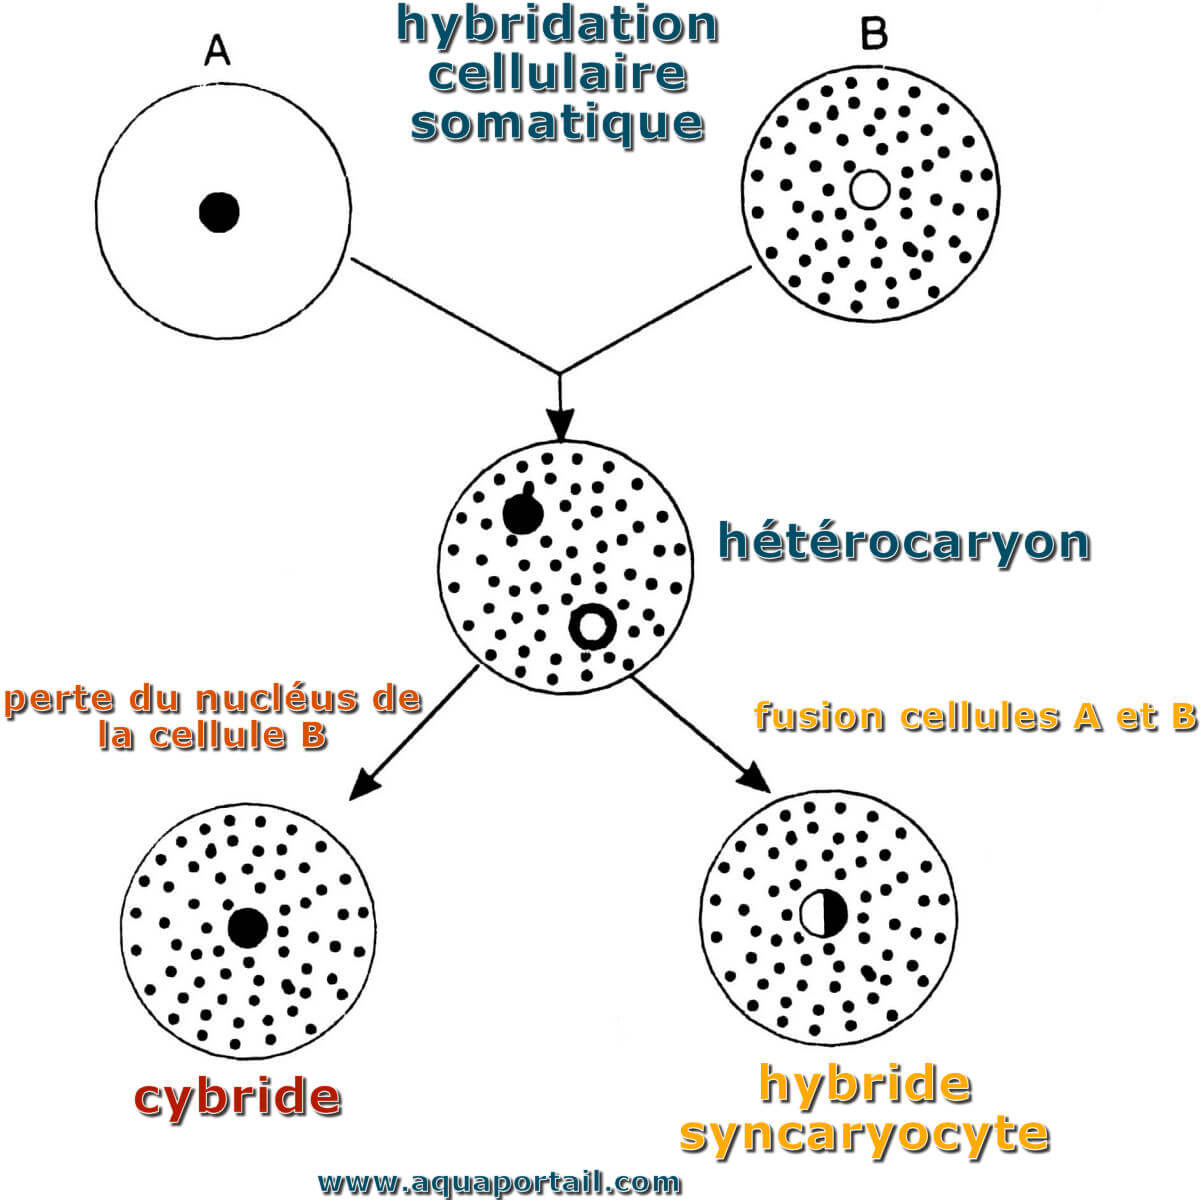 hybridation
cellulaire
somatique
A
B
hétérocaryon
perte du nucléus de
la cellule B
fusion cellules A et B
cybride
hybride
syncaryocyte
www.aquaportail.com